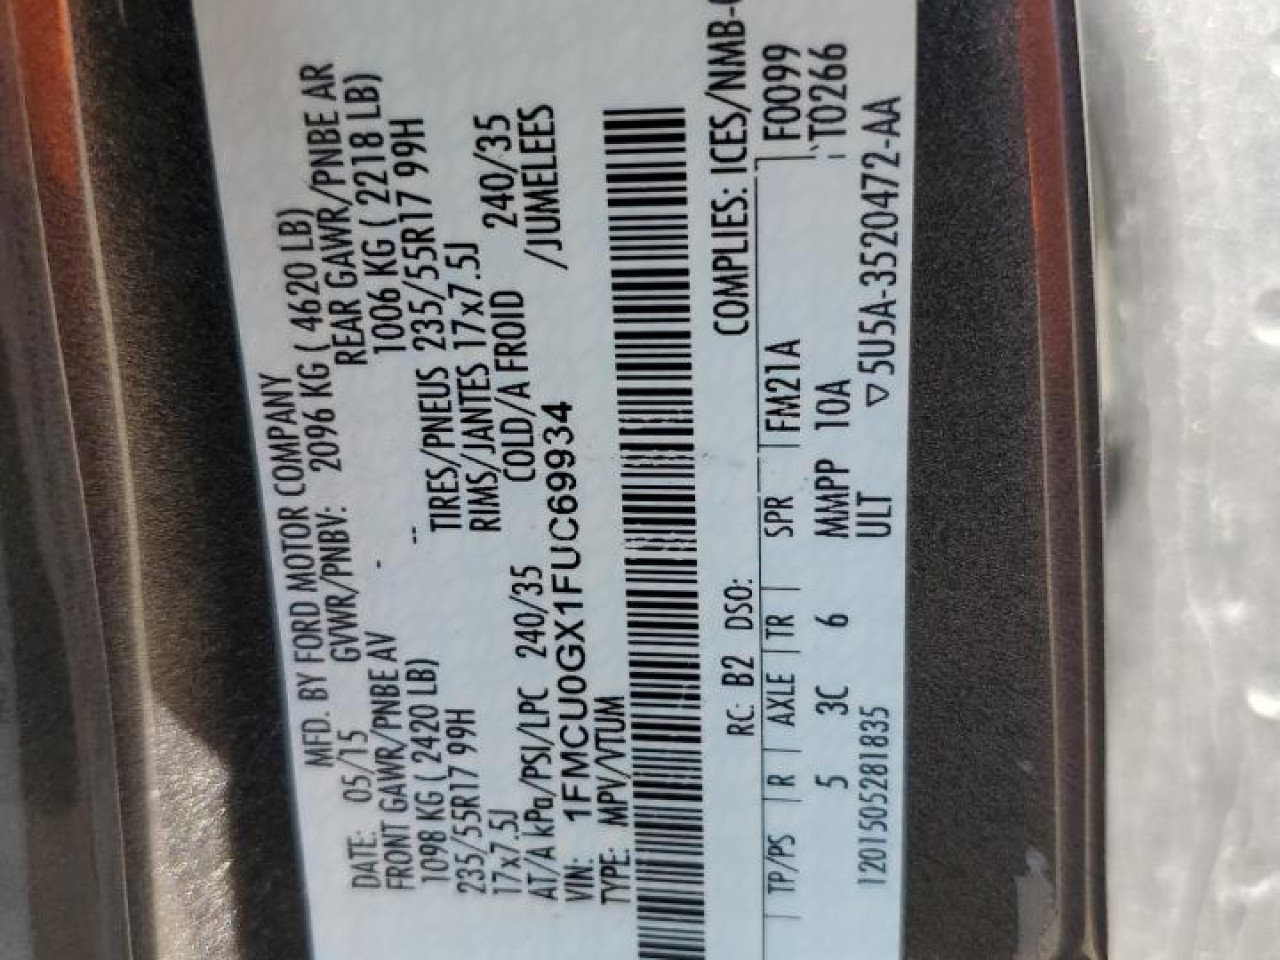 MFD. BY FORD MOTOR COMPANY
DATE: 05/15 GVWR/PNBV: 2096 KG ( 4620 LB)
FRONT GAWR/PNBE AV - REAR GAWR/PNBE AR
1098 KG ( 2420 LB) -- 1006 KG ( 2218 LB)
235/55R17 99H TIRES/PNEUS 235/55R17 99H
17x7.5J RIMS/JANTES 17x7.5J
AT/A kPa/PSI/LPC 240/35 COLD/A FROID 240/35
VIN: 1FMCU0GX1FUC69934 /JUMELEES
TYPE: MPV/VTUM
COMPLIES: ICES/NMB-
RC: B2 DSO:
F0099
TP/PS R AXLE TR SPR FM21A T0266
5 3C 6 MMPP 10A
ULT
1201505281835 ▽5U5A-3520472-AA